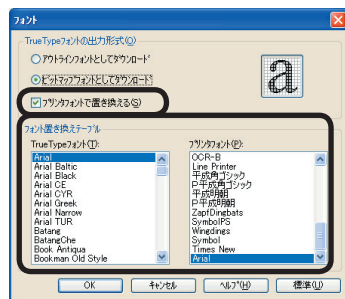 フォント
TrueTypeフォントの出力形式(O)
アウトラインフォントとしてダウンロード
ビットマップフォントとしてダウンロード
a
プリンタフォントで置き換える(S)
フォント置き換えテーブル
TrueTypeフォント(T):
Arial
Arial Baltic
Arial Black
Arial CE
Arial CYR
Arial Greek
Arial Narrow
Arial TUR
Batang
BatangChe
Book Antiqua
Bookman Old Style
プリンタフォント(P):
OCR-B
Line Printer
平成角ゴシック
P平成角ゴシック
平成明朝
P平成明朝
ZapfDingbats
SymbolPS
Wingdings
Symbol
Times New
Arial
OK
キャンセル
ヘルプ(H)
標準(U)